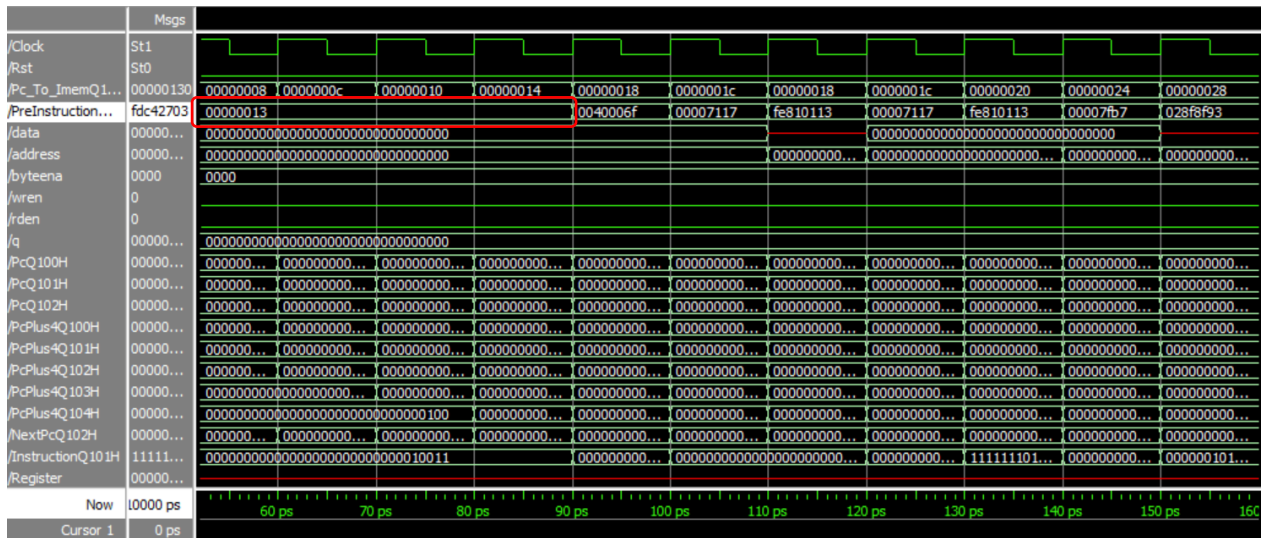 Msgs
/Clock St1
/Rst St0
/Pc_To_ImemQ1... 00000130 00000008 0000000c 00000010 00000014 00000018 0000001c 00000018 0000001c 00000020 00000024 00000028
/PreInstruction... fdc42703 00000013 0040006f 00007117 fe810113 00007117 fe810113 00007fb7 028f8f93
/data 00000... 00000000000000000000000000000000 00000000000000000000000000000000
/address 00000... 00000000000000000000000000000000 000000000... 0000000000000000000000... 000000000... 000000000...
/byteena 0000 0000
/wren 0
/rden 0
/q 00000... 00000000000000000000000000000000
/PcQ100H 00000... 000000... 000000000... 000000000... 000000000... 000000000... 000000000... 000000000... 000000000... 000000000... 000000000... 000000000...
/PcQ101H 00000... 000000... 000000000... 000000000... 000000000... 000000000... 000000000... 000000000... 000000000... 000000000... 000000000... 000000000...
/PcQ102H 00000... 000000... 000000000... 000000000... 000000000... 000000000... 000000000... 000000000... 000000000... 000000000... 000000000... 000000000...
/PcPlus4Q100H 00000... 000000... 000000000... 000000000... 000000000... 000000000... 000000000... 000000000... 000000000... 000000000... 000000000... 000000000...
/PcPlus4Q101H 00000... 000000... 000000000... 000000000... 000000000... 000000000... 000000000... 000000000... 000000000... 000000000... 000000000... 000000000...
/PcPlus4Q102H 00000... 000000... 000000000... 000000000... 000000000... 000000000... 000000000... 000000000... 000000000... 000000000... 000000000... 000000000...
/PcPlus4Q103H 00000... 00000000000000000000... 000000000... 000000000... 000000000... 000000000... 000000000... 000000000... 000000000... 000000000... 000000000...
/PcPlus4Q104H 00000... 00000000000000000000000000000100 000000000... 000000000... 000000000... 000000000... 000000000... 000000000... 000000000... 000000000...
/NextPcQ102H 00000... 000000... 000000000... 000000000... 000000000... 000000000... 000000000... 000000000... 000000000... 000000000... 000000000... 000000000...
/InstructionQ101H 11111... 00000000000000000000000000010011 000000000... 0000000000000000000000... 000000000... 111111101... 000000000... 000000101...
/Register 00000...
Now 10000 ps
60 ps 70 ps 80 ps 90 ps 100 ps 110 ps 120 ps 130 ps 140 ps 150 ps 160
Cursor 1 0 ps